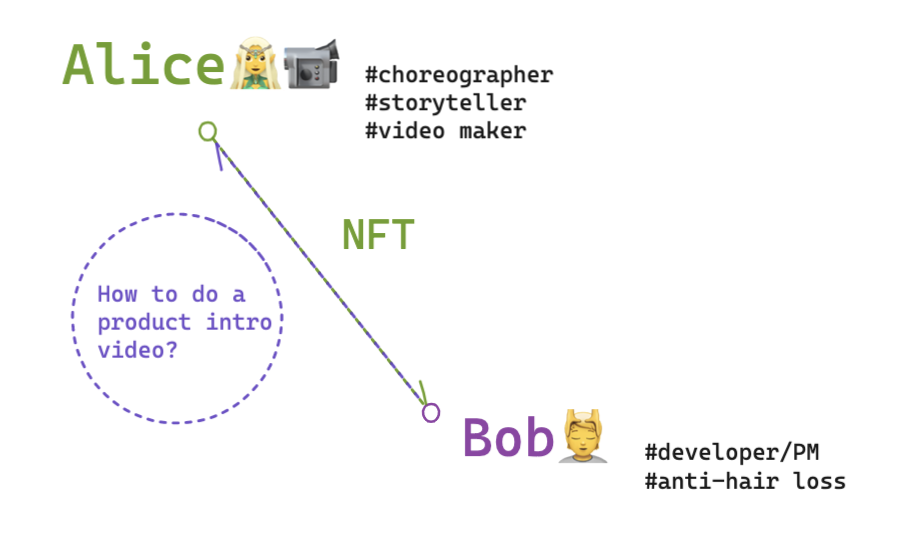 Alice
#choreographer
#storyteller
#video maker
NFT
How to do a
product intro
video?
Bob
#developer/PM
#anti-hair loss